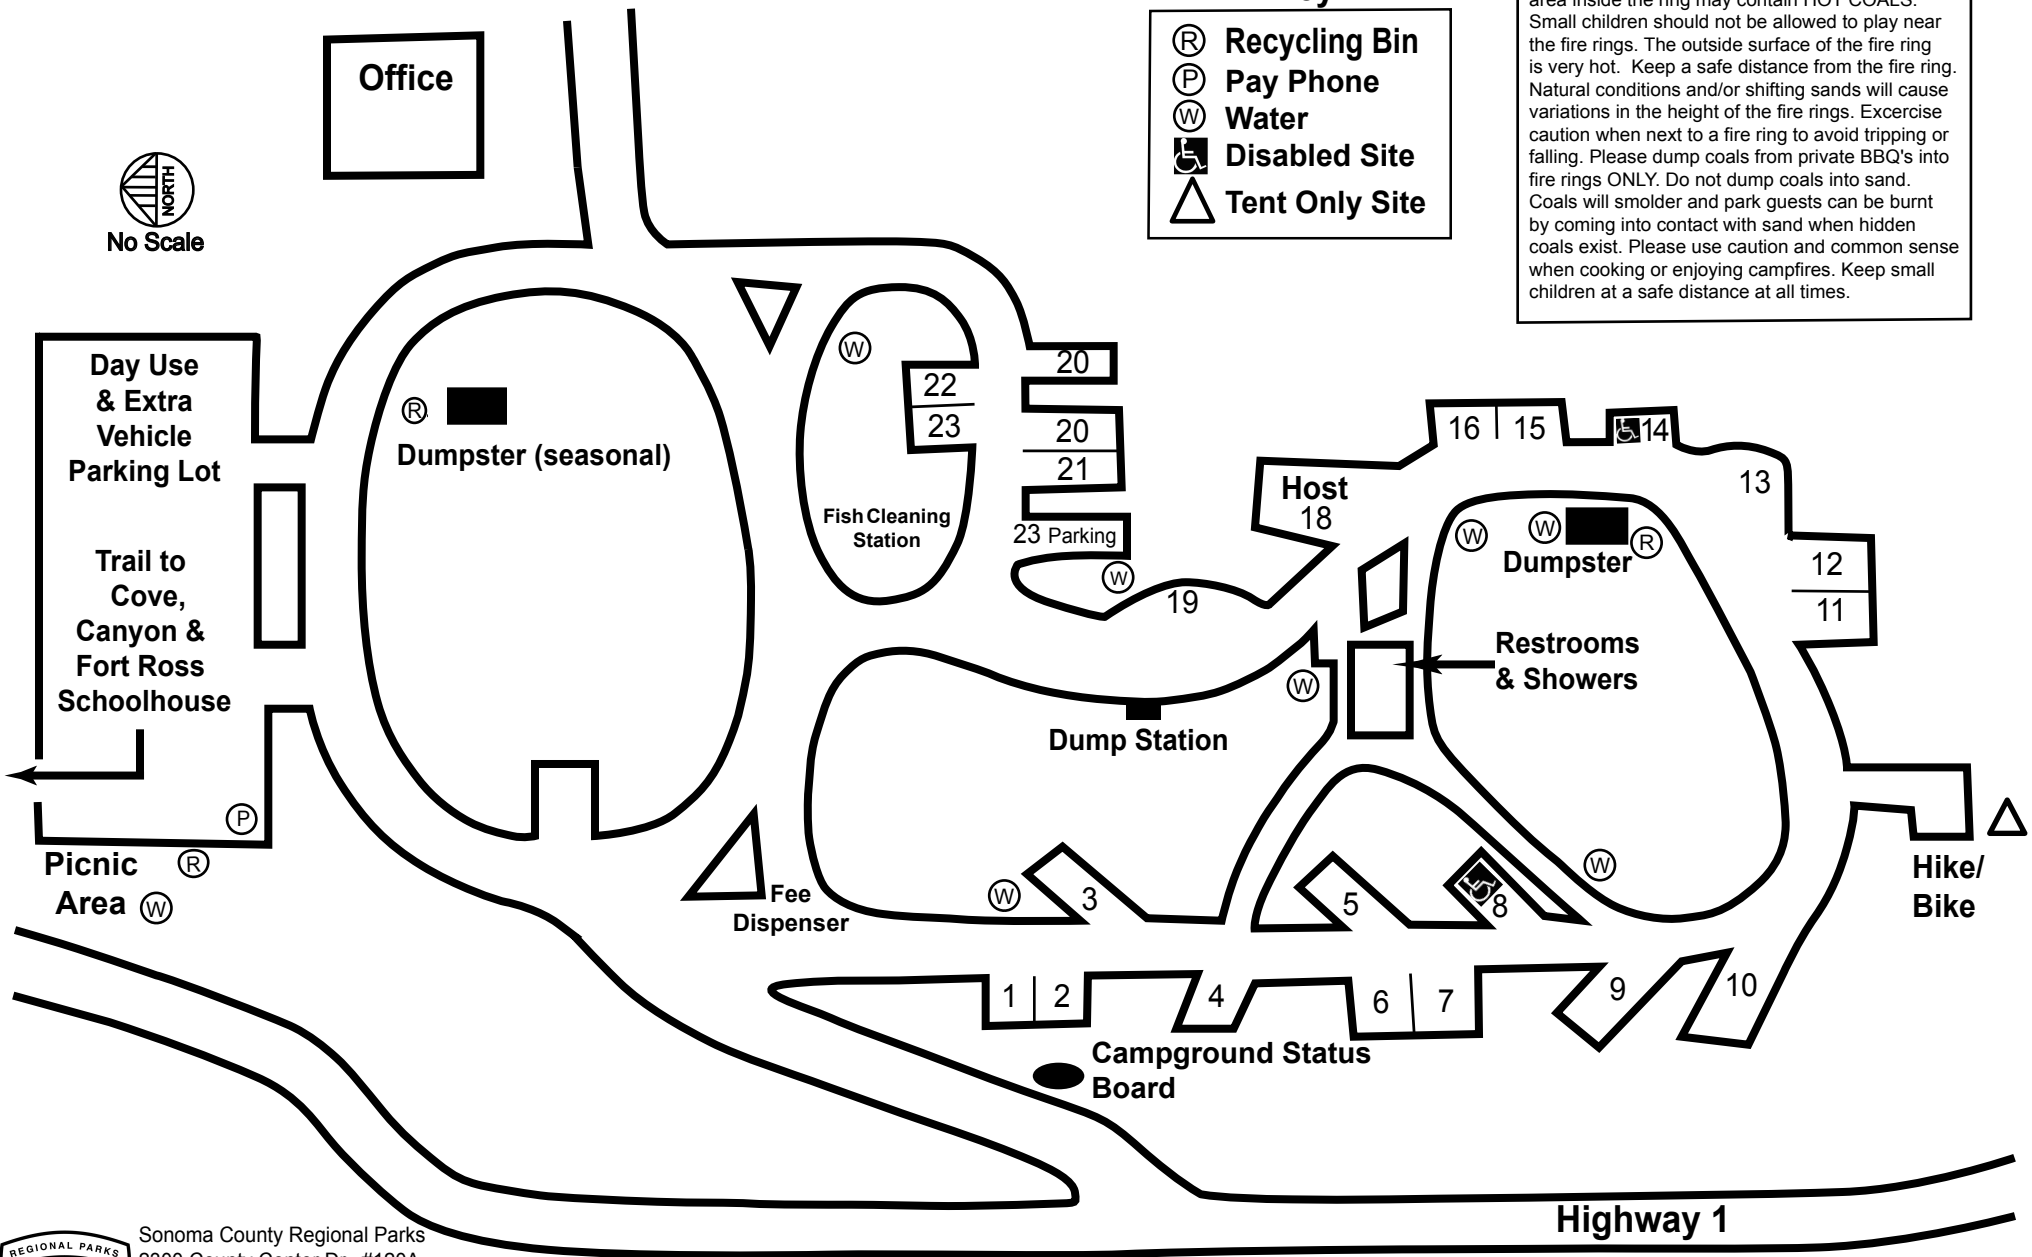 Office
NORTH
No Scale
R Recycling Bin
P Pay Phone
W Water
Disabled Site
Tent Only Site
area inside the ring may contain HOT COALS.
Small children should not be allowed to play near
the fire rings. The outside surface of the fire ring
is very hot. Keep a safe distance from the fire ring.
Natural conditions and/or shifting sands will cause
variations in the height of the fire rings. Excercise
caution when next to a fire ring to avoid tripping or
falling. Please dump coals from private BBQ's into
fire rings ONLY. Do not dump coals into sand.
Coals will smolder and park guests can be burnt
by coming into contact with sand when hidden
coals exist. Please use caution and common sense
when cooking or enjoying campfires. Keep small
children at a safe distance at all times.
Day Use
& Extra
Vehicle
Parking Lot
Trail to
Cove,
Canyon &
Fort Ross
Schoolhouse
P
Picnic
Area
R
W
R
Dumpster (seasonal)
W
22
23
Fish Cleaning
Station
20
20
21
23 Parking
W
19
Host
18
16
15
14
13
12
11
W
W
R
Dumpster
Restrooms
& Showers
W
Dump Station
W
3
5
8
W
Hike/
Bike
Fee
Dispenser
1
2
4
6
7
9
10
Campground Status
Board
Highway 1
REGIONAL PARKS
Sonoma County Regional Parks